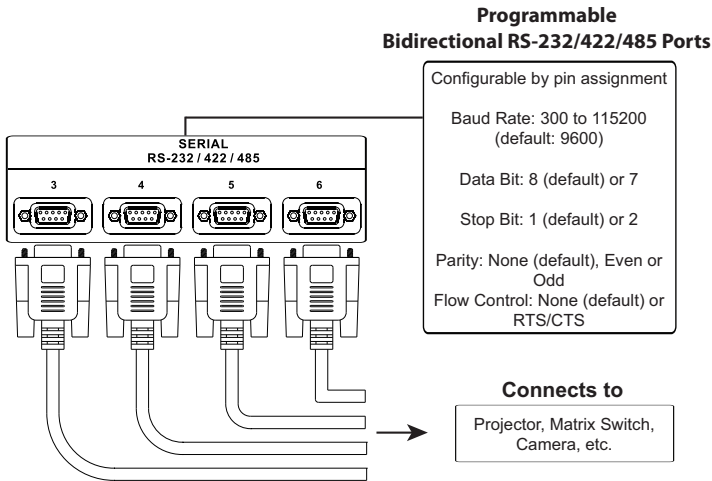 Programmable
Bidirectional RS-232/422/485 Ports
Configurable by pin assignment
Baud Rate: 300 to 115200
(default: 9600)
Data Bit: 8 (default) or 7
Stop Bit: 1 (default) or 2
Parity: None (default), Even or
Odd
Flow Control: None (default) or
RTS/CTS
SERIAL
RS-232 / 422 / 485
3 4 5 6
Connects to
Projector, Matrix Switch,
Camera, etc.